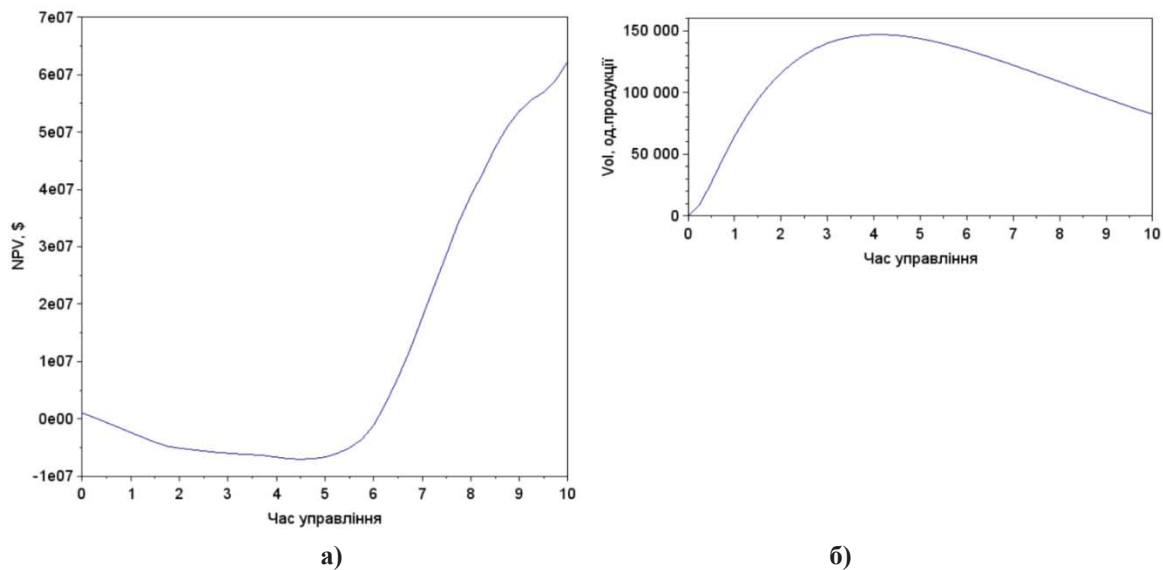 7e07
6e07
5e07
4e07
3e07
2e07
1e07
0e00
-1e07
NPV, $
0 1 2 3 4 5 6 7 8 9 10
Час управління
а)
150 000
100 000
50 000
0
Vol, од.продукції
0 1 2 3 4 5 6 7 8 9 10
Час управління
б)